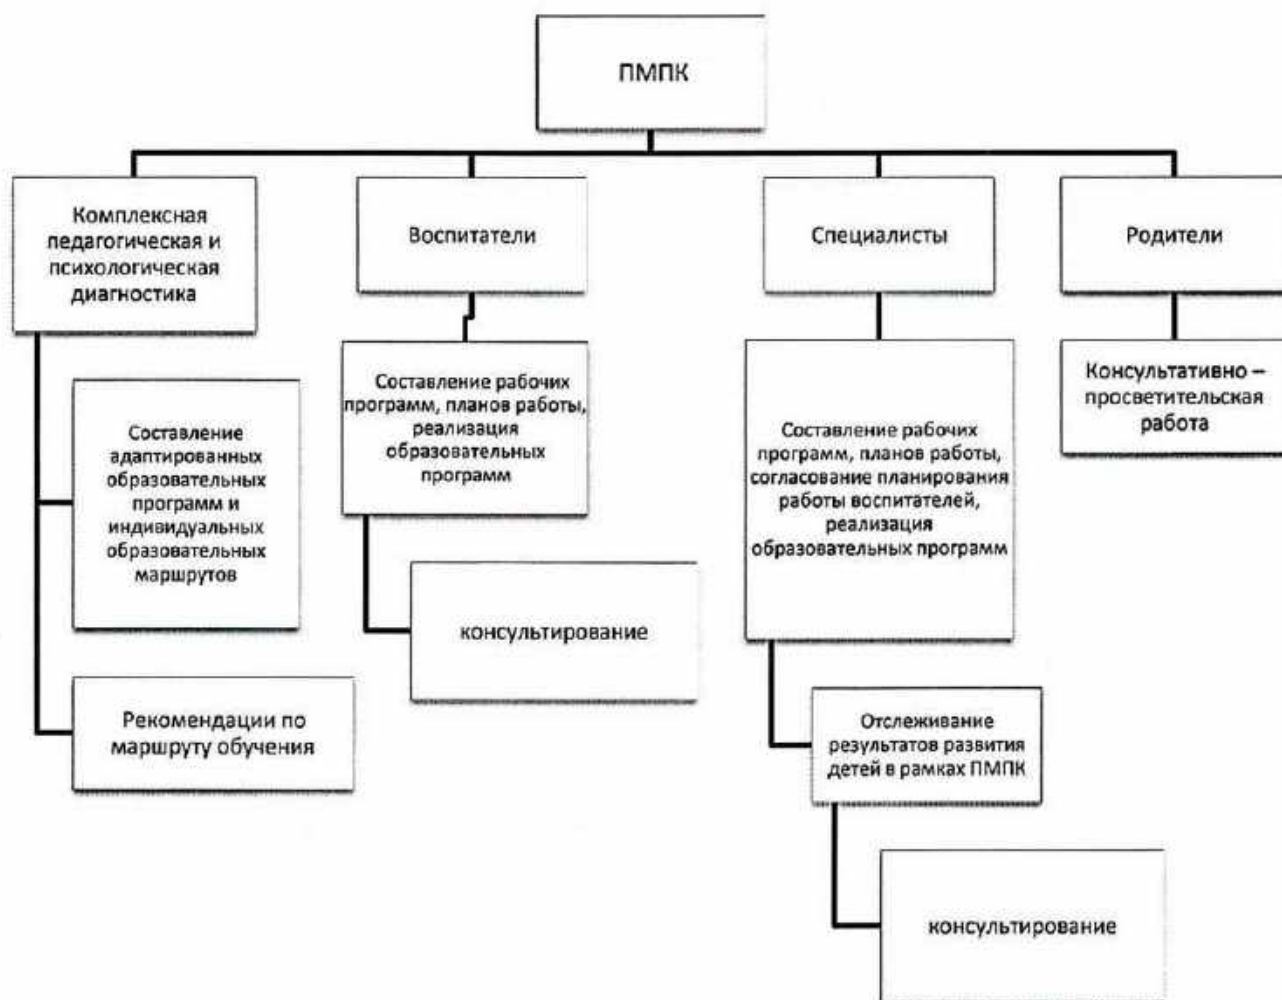 ПМПК
Комплексная
педагогическая и
психологическая
диагностика
Воспитатели
Специалисты
Родители
Составление
адаптированных
образовательных
программ и
индивидуальных
образовательных
маршрутов
Рекомендации по
маршруту обучения
Составление рабочих
программ, планов работы,
реализация
образовательных
программ
консультирование
Составление рабочих
программ, планов работы,
согласование планирования
работы воспитателей,
реализация
образовательных программ
Отслеживание
результатов развития
детей в рамках ПМПК
консультирование
Консультативно –
просветительская
работа